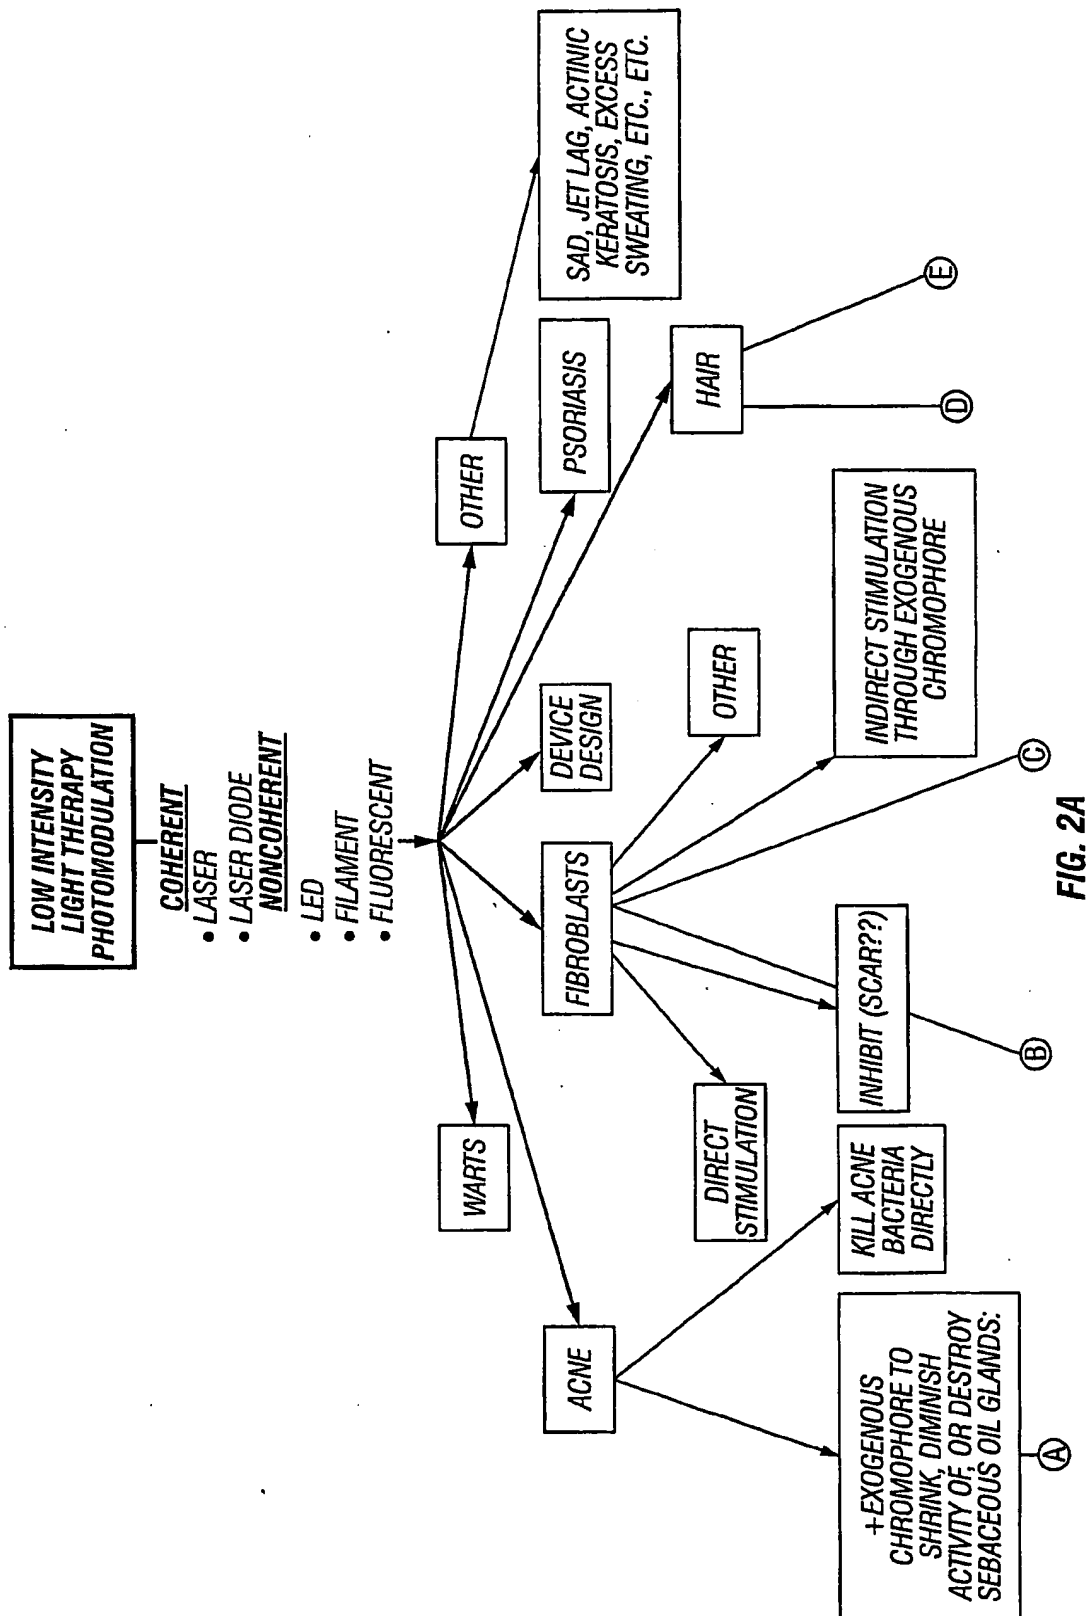 LOW INTENSITY
LIGHT THERAPY
PHOTOMODULATION
COHERENT
• LASER
• LASER DIODE
NONCOHERENT
• LED
• FILAMENT
• FLUORESCENT
WARTS
OTHER
ACNE
FIBROBLASTS
DEVICE
DESIGN
PSORIASIS
SAD, JET LAG, ACTINIC
KERATOSIS, EXCESS
SWEATING, ETC., ETC.
DIRECT
STIMULATION
OTHER
HAIR
+EXOGENOUS
CHROMOPHORE TO
SHRINK, DIMINISH
ACTIVITY OF, OR DESTROY
SEBACEOUS OIL GLANDS:
KILL ACNE
BACTERIA
DIRECTLY
INHIBIT (SCAR??)
INDIRECT STIMULATION
THROUGH EXOGENOUS
CHROMOPHORE
A
B
C
D
E
FIG. 2A